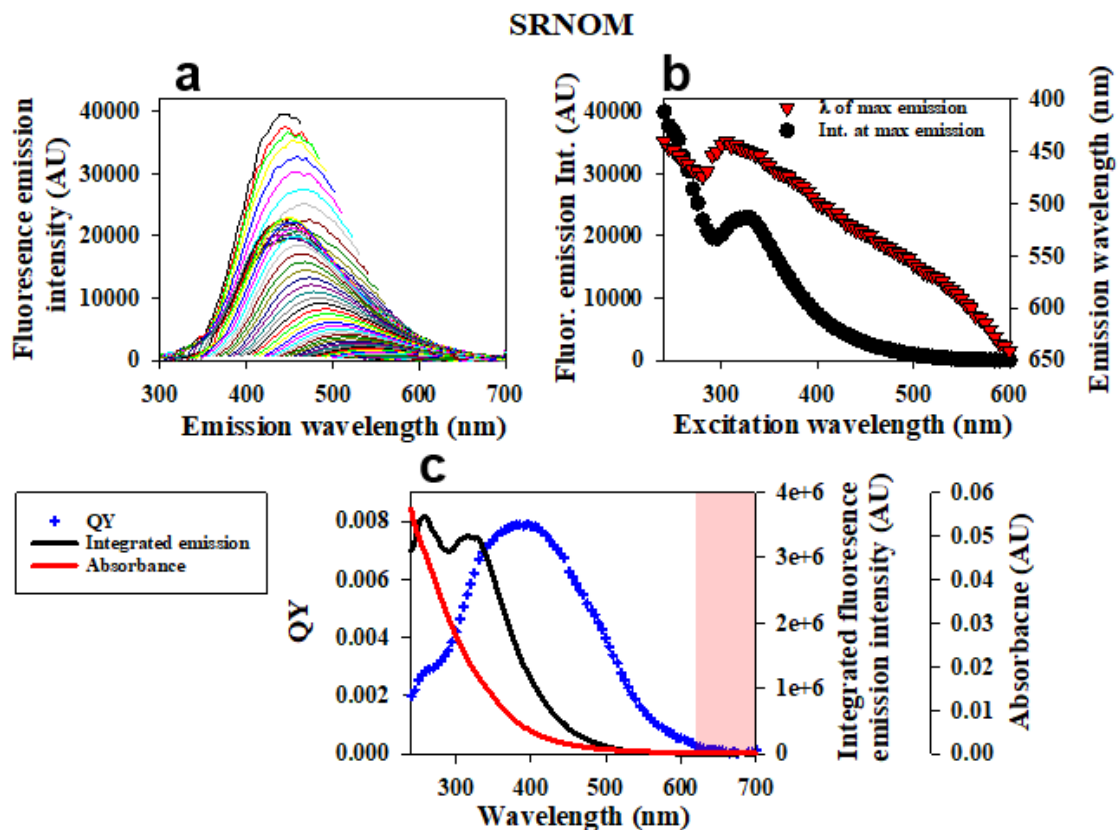 SRNOM
a
Fluoresence emission
intensity (AU)
40000
30000
20000
10000
0
300 400 500 600 700
Emission wavelength (nm)
b
Fluor. emission Int. (AU)
40000
30000
20000
10000
0
λ of max emission
Int. at max emission
400
450
500
550
600
650
Emission wavelength (nm)
300 400 500 600
Excitation wavelength (nm)
QY
Integrated emission
Absorbance
c
QY
0.008
0.006
0.004
0.002
0.000
300 400 500 600 700
Wavelength (nm)
4e+6
3e+6
2e+6
1e+6
0
Integrated fluoresence
emission intensity (AU)
0.06
0.05
0.04
0.03
0.02
0.01
0.00
Absorbacne (AU)